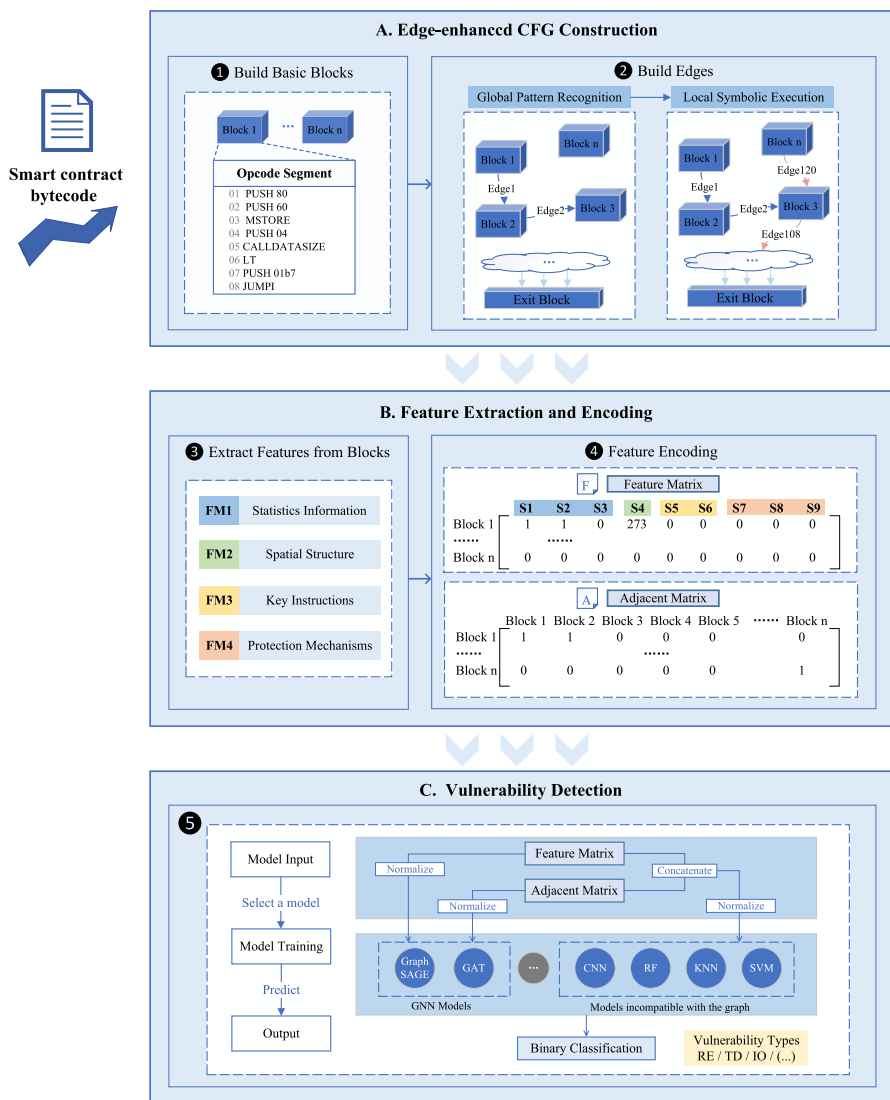 Smart contract
bytecode
A. Edge-enhanccd CFG Construction
❶ Build Basic Blocks
Block 1
...
Block n
Opcode Segment
01 PUSH 80
02 PUSH 60
03 MSTORE
04 PUSH 04
05 CALLDATASIZE
06 LT
07 PUSH 01b7
08 JUMPI
❷ Build Edges
Global Pattern Recognition
Local Symbolic Execution
Block n
Block 1
Edge1
Block 2
Edge2
Block 3
...
Exit Block
Block n
Block 1
Edge120
Edge1
Block 2
Edge2
Block 3
Edge108
...
Exit Block
B. Feature Extraction and Encoding
❸ Extract Features from Blocks
FM1 Statistics Information
FM2 Spatial Structure
FM3 Key Instructions
FM4 Protection Mechanisms
❹ Feature Encoding
F Feature Matrix
S1 S2 S3 S4 S5 S6 S7 S8 S9
Block 1 1 1 0 273 0 0 0 0 0
...... ......
Block n 0 0 0 0 0 0 0 0 0
A Adjacent Matrix
Block 1 Block 2 Block 3 Block 4 Block 5 ...... Block n
Block 1 1 1 0 0 0 0
...... ......
Block n 0 0 0 0 0 1
C. Vulnerability Detection
❺
Model Input
Select a model
Model Training
Predict
Output
Feature Matrix
Normalize
Concatenate
Adjacent Matrix
Normalize
Normalize
Graph
SAGE
GAT
...
CNN
RF
KNN
SVM
GNN Models
Models incompatible with the graph
Binary Classification
Vulnerability Types
RE / TD / IO / (...)